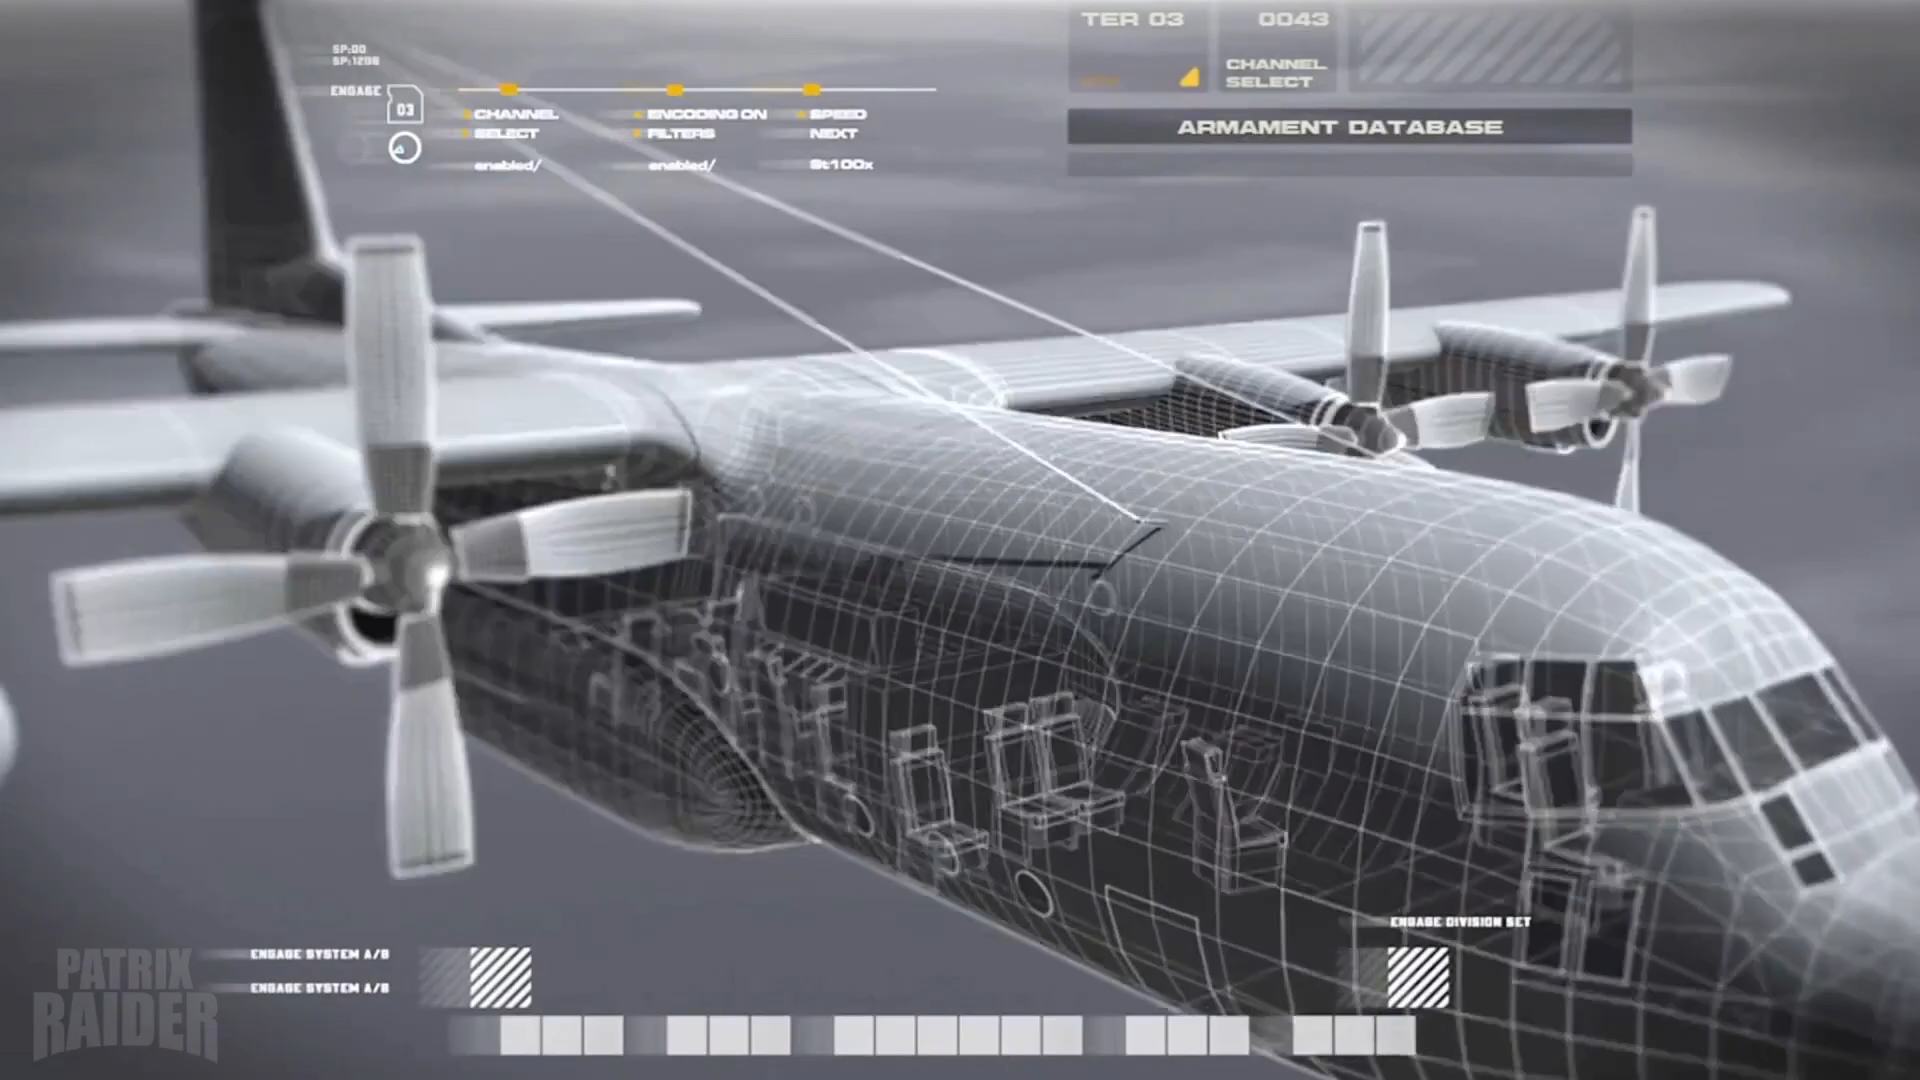 TER 03
0043
CHANNEL
SELECT
ARMAMENT DATABASE
SP:00
SP:1206
ENGAGE
03
CHANNEL
SELECT
enabled/
ENCODING ON
FILTERS
enabled/
SPEED
NEXT
St100x
ENGAGE DIVISION SET
ENGAGE SYSTEM A/B
ENGAGE SYSTEM A/B
PATRIX
RAIDER